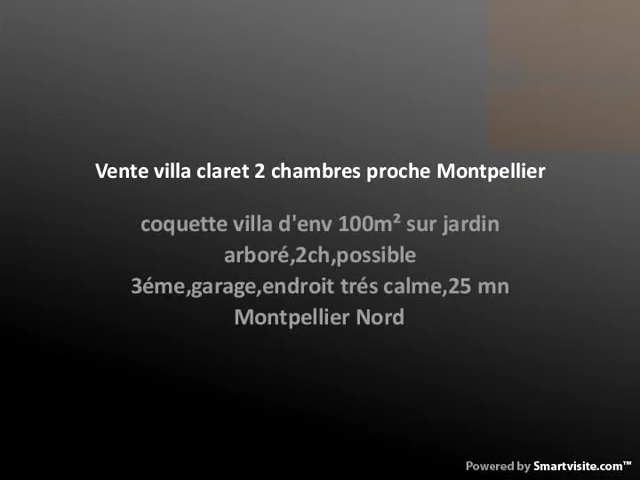 Vente villa claret 2 chambres proche Montpellier
coquette villa d'env 100m² sur jardin
arboré,2ch,possible
3éme,garage,endroit trés calme,25 mn
Montpellier Nord
Powered by Smartvisite.com™